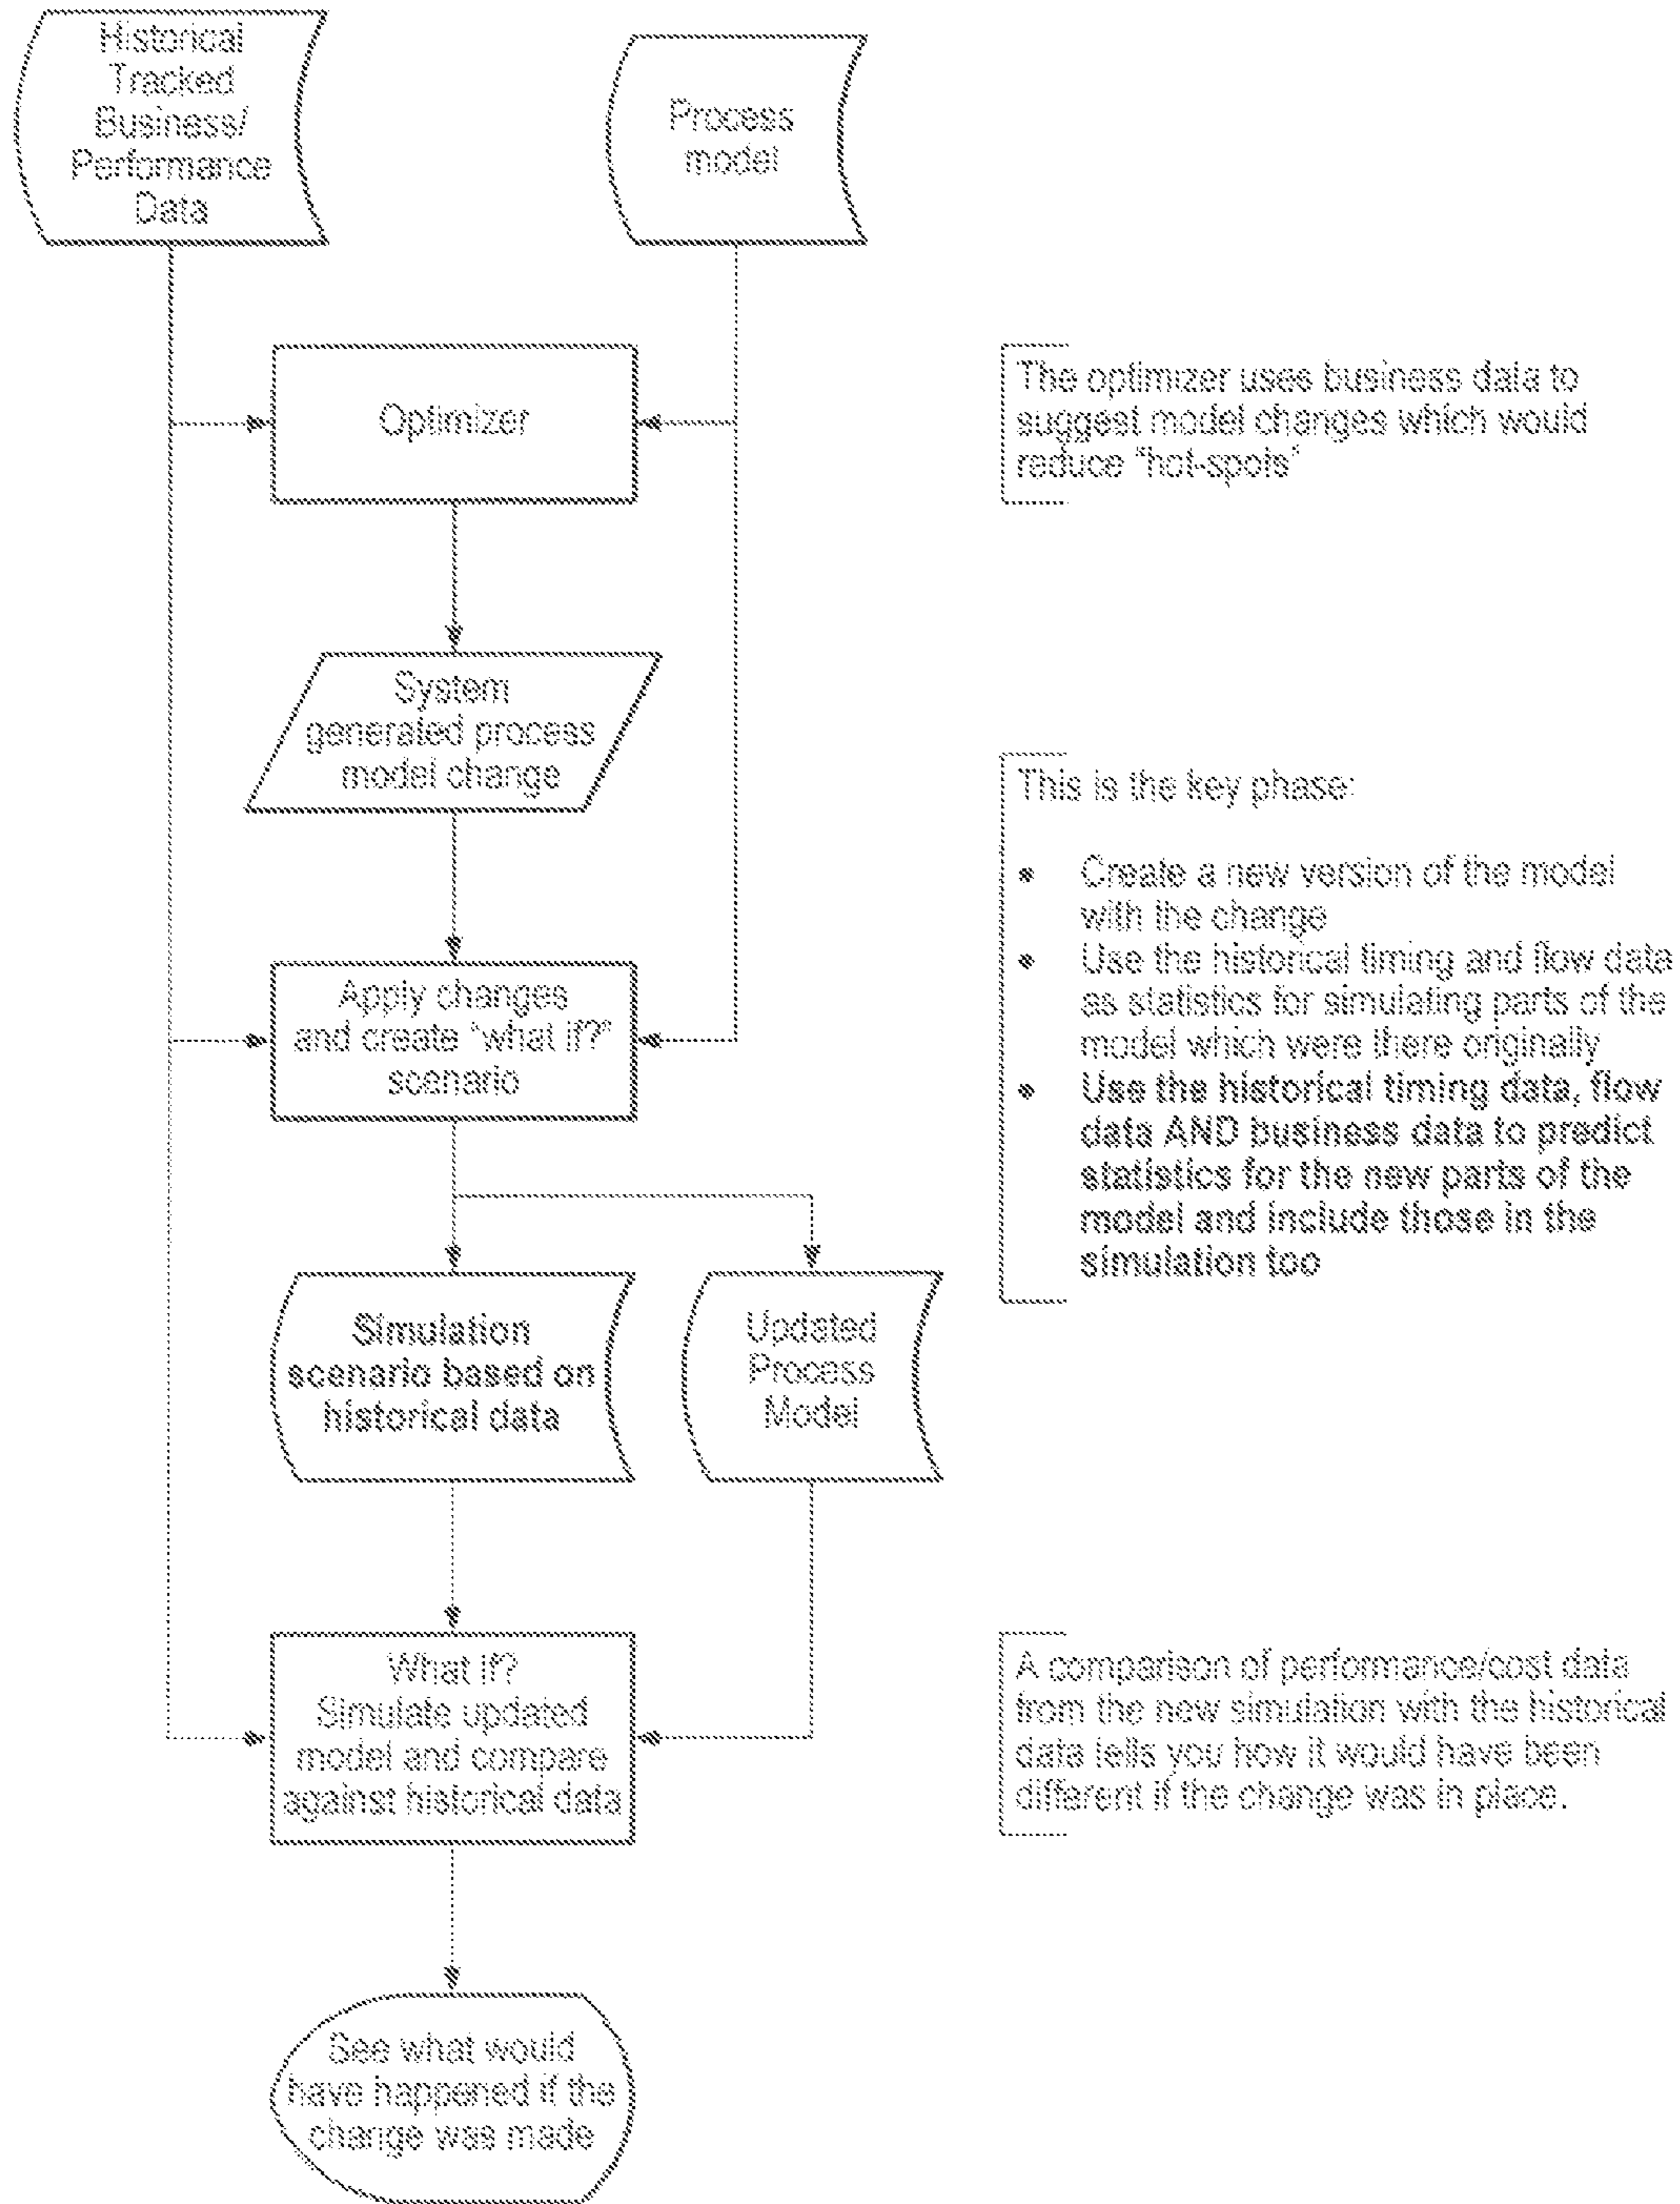 Historical
Tracked
Business/
Performance
Data
Process
model
Optimizer
The optimizer uses business data to
suggest model changes which would
reduce "hot-spots"
System
generated process
model change
This is the key phase:
• Create a new version of the model
with the change
• Use the historical timing and flow data
as statistics for simulating parts of the
model which were there originally
• Use the historical timing data, flow
data AND business data to predict
statistics for the new parts of the
model and include those in the
simulation too
Apply changes
and create "what if?"
scenario
Simulation
scenario based on
historical data
Updated
Process
Model
What if?
Simulate updated
model and compare
against historical data
A comparison of performance/cost data
from the new simulation with the historical
data tells you how it would have been
different if the change was in place.
See what would
have happened if the
change was made